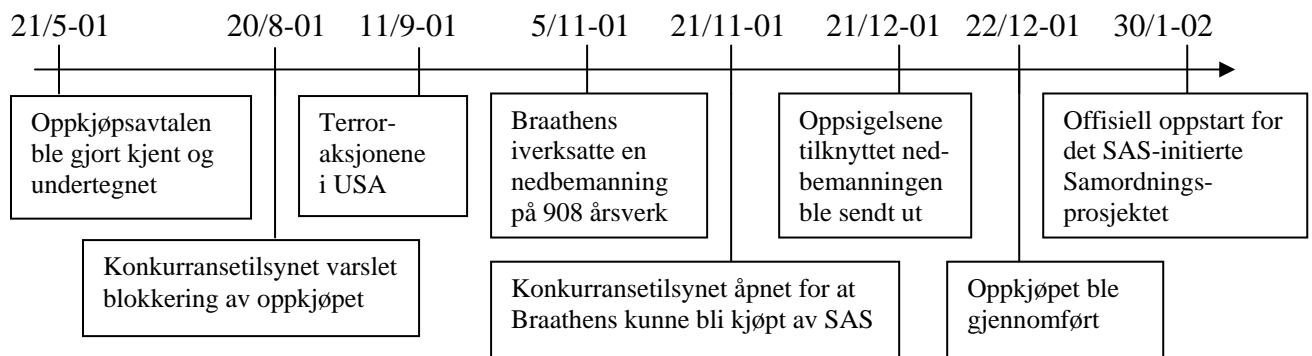 21/5-01 20/8-01 11/9-01 5/11-01 21/11-01 21/12-01 22/12-01 30/1-02
Oppkjøpsavtalen
ble gjort kjent og
undertegnet
Konkurransetilsynet varslet
blokkering av oppkjøpet
Terror-
aksjonene
i USA
Braathens
iverksatte en
nedbemanning
på 908 årsverk
Konkurransetilsynet åpnet for at
Braathens kunne bli kjøpt av SAS
Oppsigelsene
tilknyttet ned-
bemanningen
ble sendt ut
Oppkjøpet ble
gjennomført
Offisiell oppstart for
det SAS-initierte
Samordnings-
prosjektet